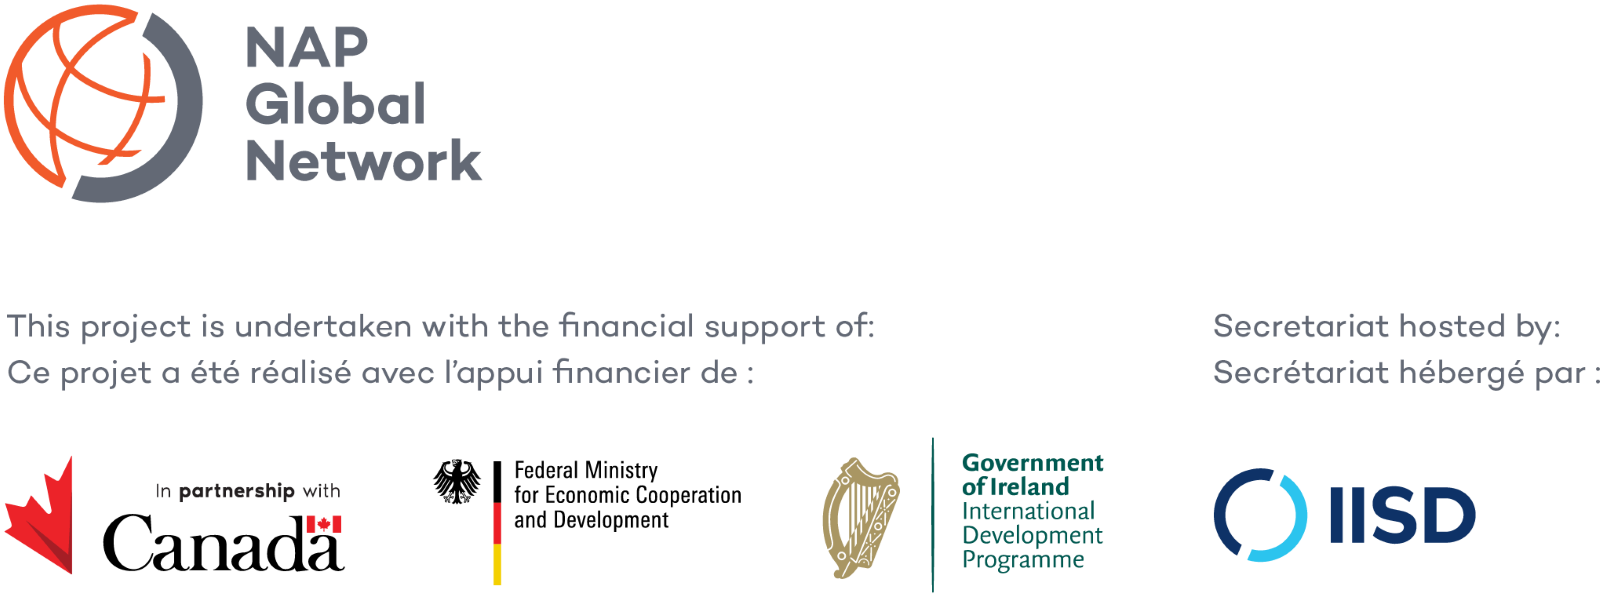 NAP
Global
Network
This project is undertaken with the financial support of:
Ce projet a été réalisé avec l’appui financier de :
Secretariat hosted by:
Secrétariat hébergé par :
In partnership with
Canada
Federal Ministry
for Economic Cooperation
and Development
Government
of Ireland
International
Development
Programme
IISD